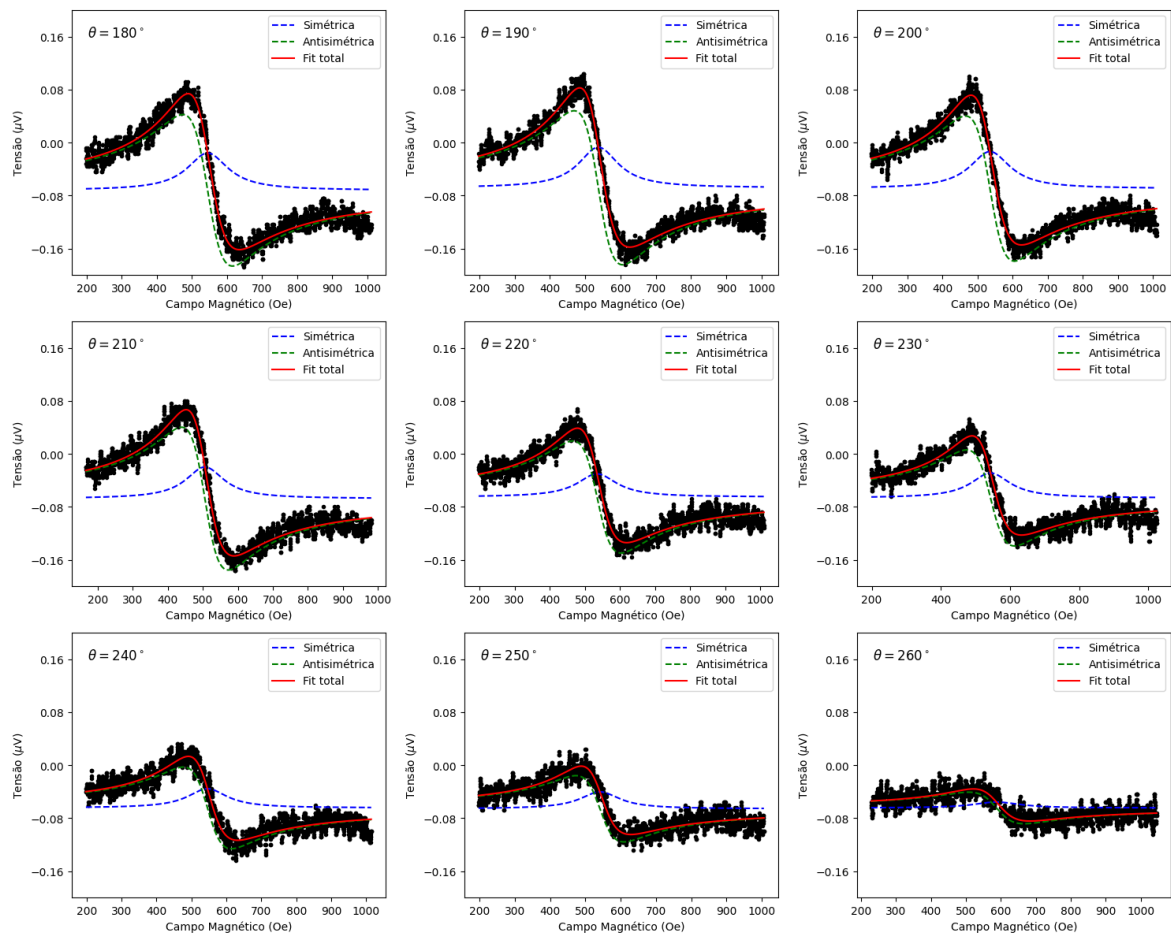 θ = 180°
Simétrica
Antisimétrica
Fit total
0.16
0.08
0.00
−0.08
−0.16
Tensão (μV)
200 300 400 500 600 700 800 900 1000
Campo Magnético (Oe)
θ = 190°
Simétrica
Antisimétrica
Fit total
0.16
0.08
0.00
−0.08
−0.16
Tensão (μV)
200 300 400 500 600 700 800 900 1000
Campo Magnético (Oe)
θ = 200°
Simétrica
Antisimétrica
Fit total
0.16
0.08
0.00
−0.08
−0.16
Tensão (μV)
200 300 400 500 600 700 800 900 1000
Campo Magnético (Oe)
θ = 210°
Simétrica
Antisimétrica
Fit total
0.16
0.08
0.00
−0.08
−0.16
Tensão (μV)
200 300 400 500 600 700 800 900 1000
Campo Magnético (Oe)
θ = 220°
Simétrica
Antisimétrica
Fit total
0.16
0.08
0.00
−0.08
−0.16
Tensão (μV)
200 300 400 500 600 700 800 900 1000
Campo Magnético (Oe)
θ = 230°
Simétrica
Antisimétrica
Fit total
0.16
0.08
0.00
−0.08
−0.16
Tensão (μV)
200 400 600 800 1000
Campo Magnético (Oe)
θ = 240°
Simétrica
Antisimétrica
Fit total
0.16
0.08
0.00
−0.08
−0.16
Tensão (μV)
200 300 400 500 600 700 800 900 1000
Campo Magnético (Oe)
θ = 250°
Simétrica
Antisimétrica
Fit total
0.16
0.08
0.00
−0.08
−0.16
Tensão (μV)
200 300 400 500 600 700 800 900 1000
Campo Magnético (Oe)
θ = 260°
Simétrica
Antisimétrica
Fit total
0.16
0.08
0.00
−0.08
−0.16
Tensão (μV)
300 400 500 600 700 800 900 1000
Campo Magnético (Oe)